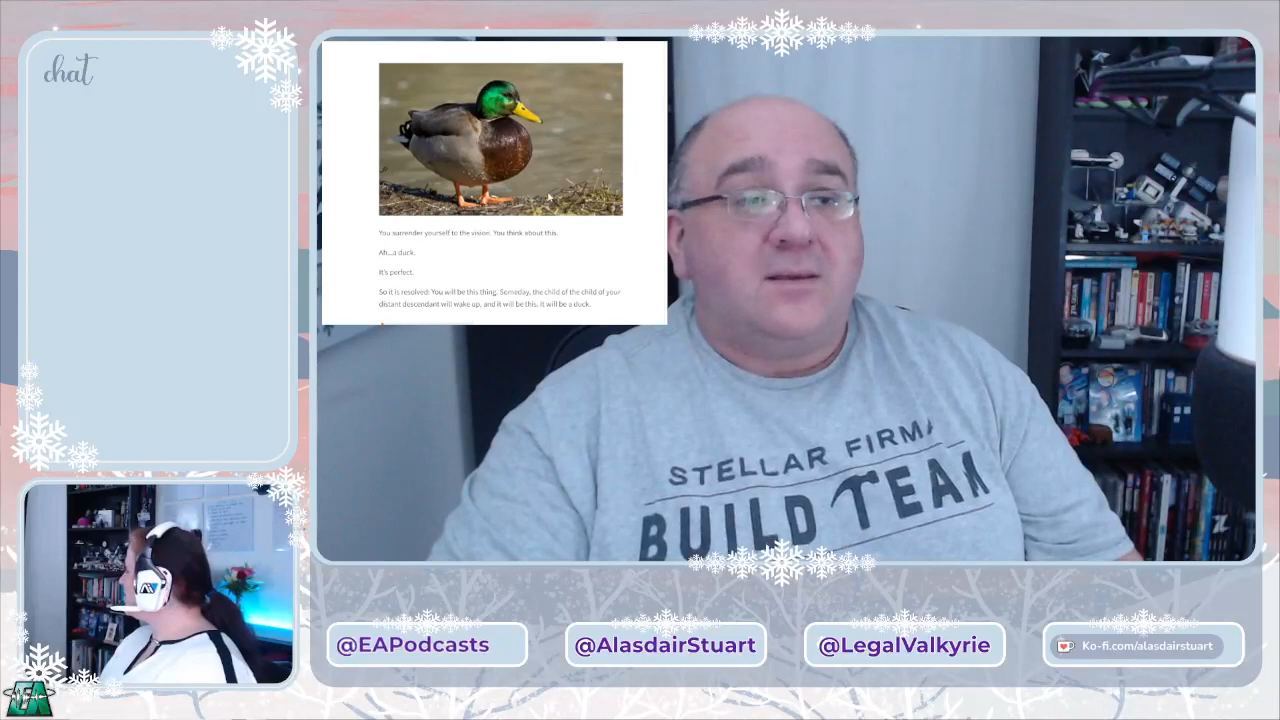 chat
You surrender yourself to the vision. You think about this.
Ah...a duck.
It's perfect.
So it is resolved: You will be this thing. Someday, the child of the child of your
distant descendant will wake up, and it will be this. It will be a duck.
STELLAR FIRMA
BUILD TEAM
@EAPodcasts
@AlasdairStuart
@LegalValkyrie
Ko-fi.com/alasdairstuart
EA